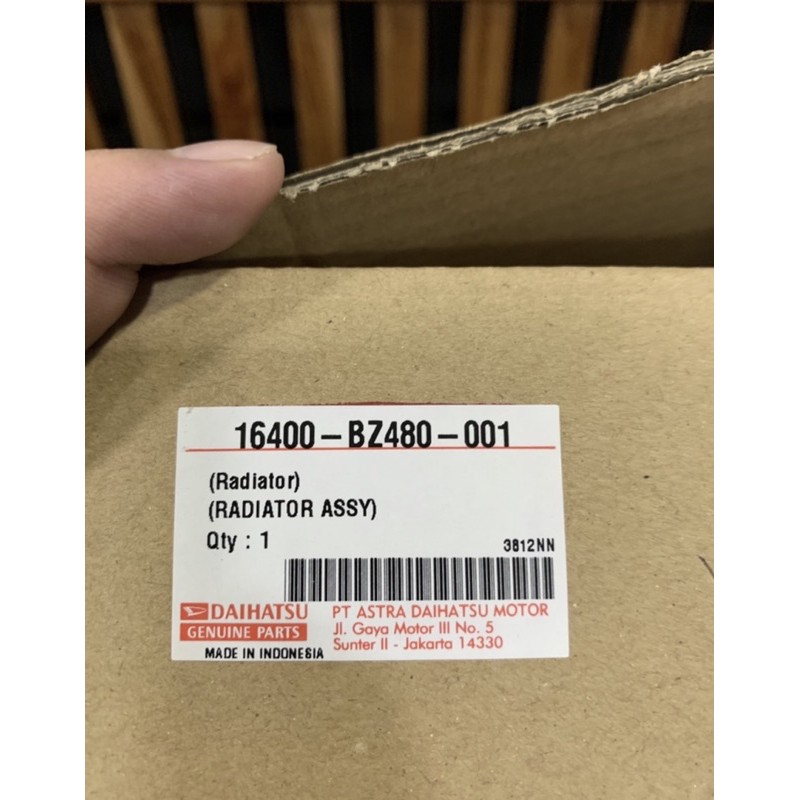 16400-BZ480-001
(Radiator)
(RADIATOR ASSY)
Qty : 1
3812NN
DAIHATSU
GENUINE PARTS
MADE IN INDONESIA
PT ASTRA DAIHATSU MOTOR
Jl. Gaya Motor III No. 5
Sunter II - Jakarta 14330